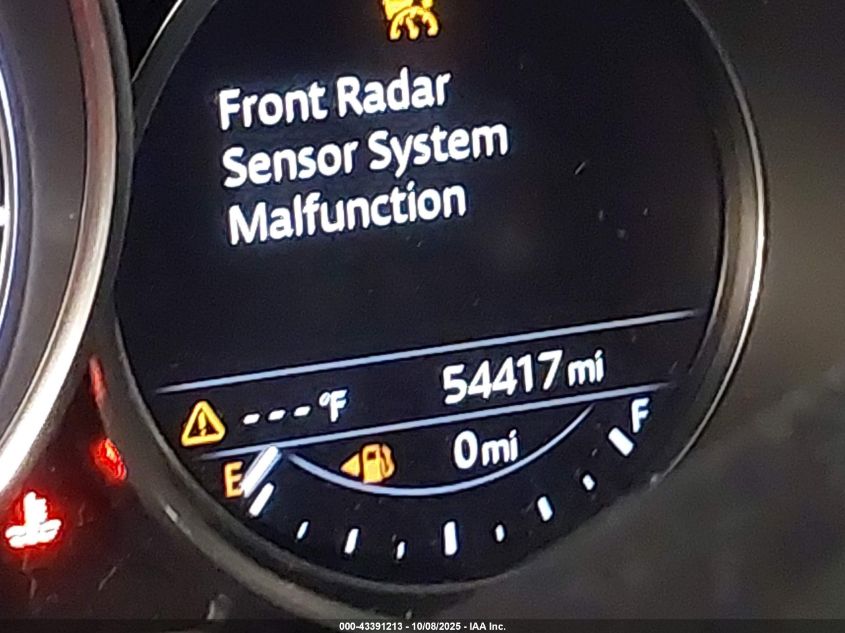 Front Radar
Sensor System
Malfunction
---°F 54417 mi
E 0 mi F
000-43391213 - 10/08/2025 - IAA Inc.